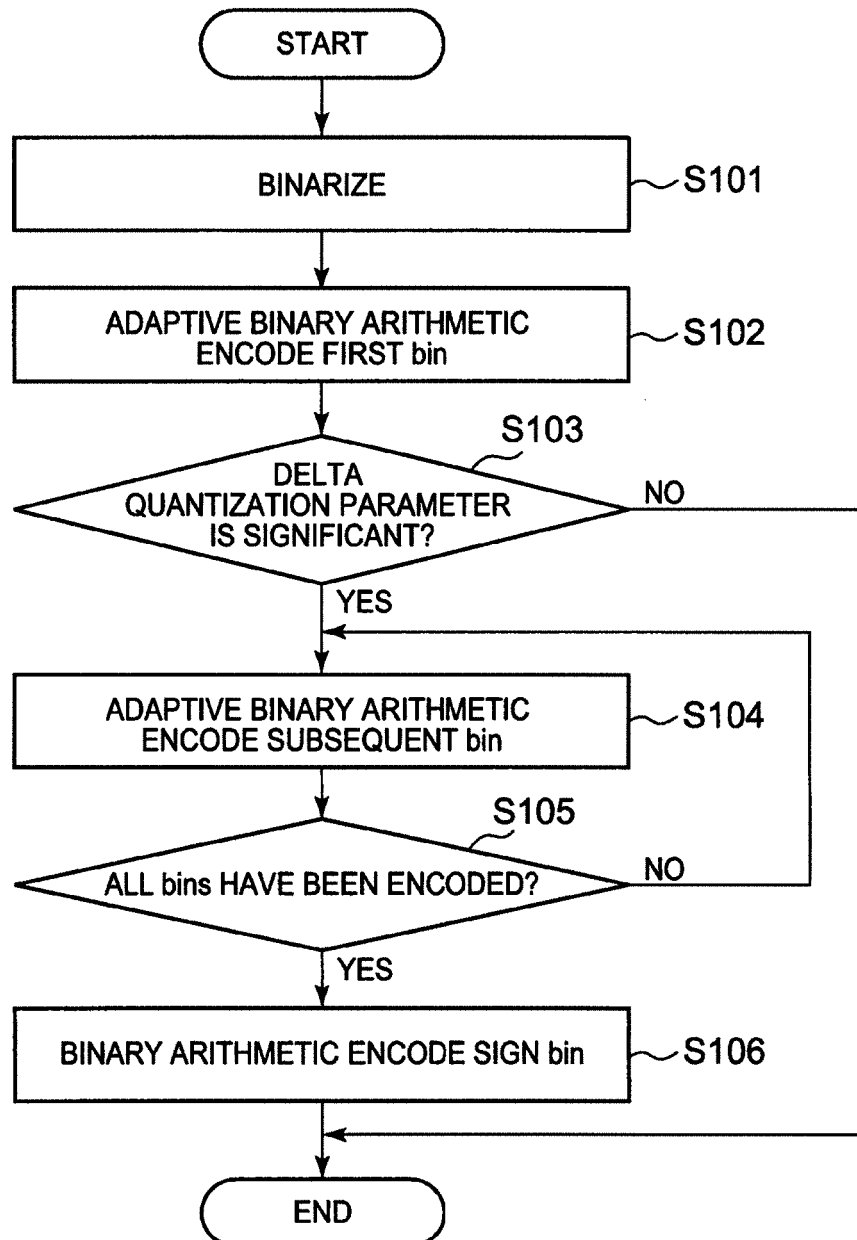 START
BINARIZE
S101
ADAPTIVE BINARY ARITHMETIC
ENCODE FIRST bin
S102
S103
DELTA
QUANTIZATION PARAMETER
IS SIGNIFICANT?
NO
YES
ADAPTIVE BINARY ARITHMETIC
ENCODE SUBSEQUENT bin
S104
S105
ALL bins HAVE BEEN ENCODED?
NO
YES
BINARY ARITHMETIC ENCODE SIGN bin
S106
END